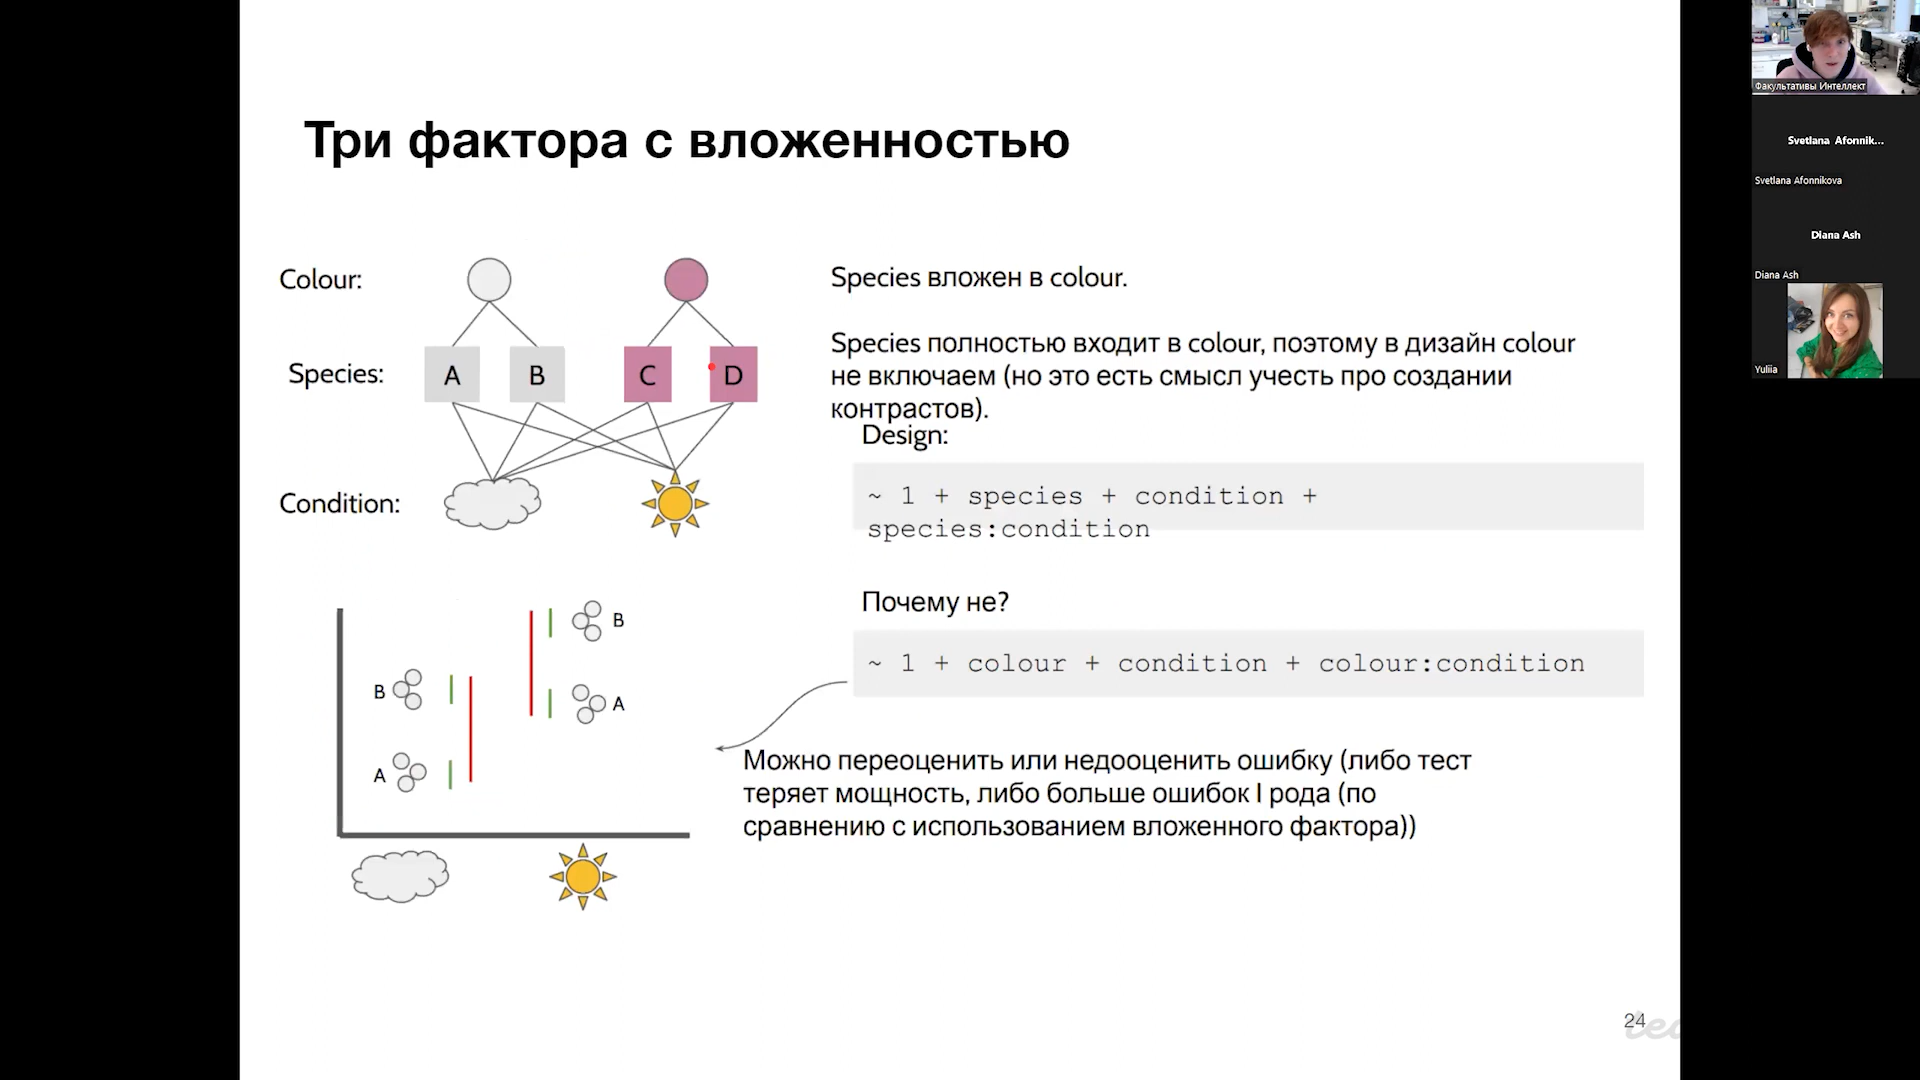 Три фактора с вложенностью
Colour:
Species:
A
B
C
D
Condition:
Species вложен в colour.
Species полностью входит в colour, поэтому в дизайн colour
не включаем (но это есть смысл учесть про создании
контрастов).
Design:
~ 1 + species + condition +
species:condition
Почему не?
~ 1 + colour + condition + colour:condition
Можно переоценить или недооценить ошибку (либо тест
теряет мощность, либо больше ошибок I рода (по
сравнению с использованием вложенного фактора))
B
A
B
A
24
Факультативы Интеллект
Svetlana Afonnik...
Svetlana Afonnikova
Diana Ash
Diana Ash
Yuliia